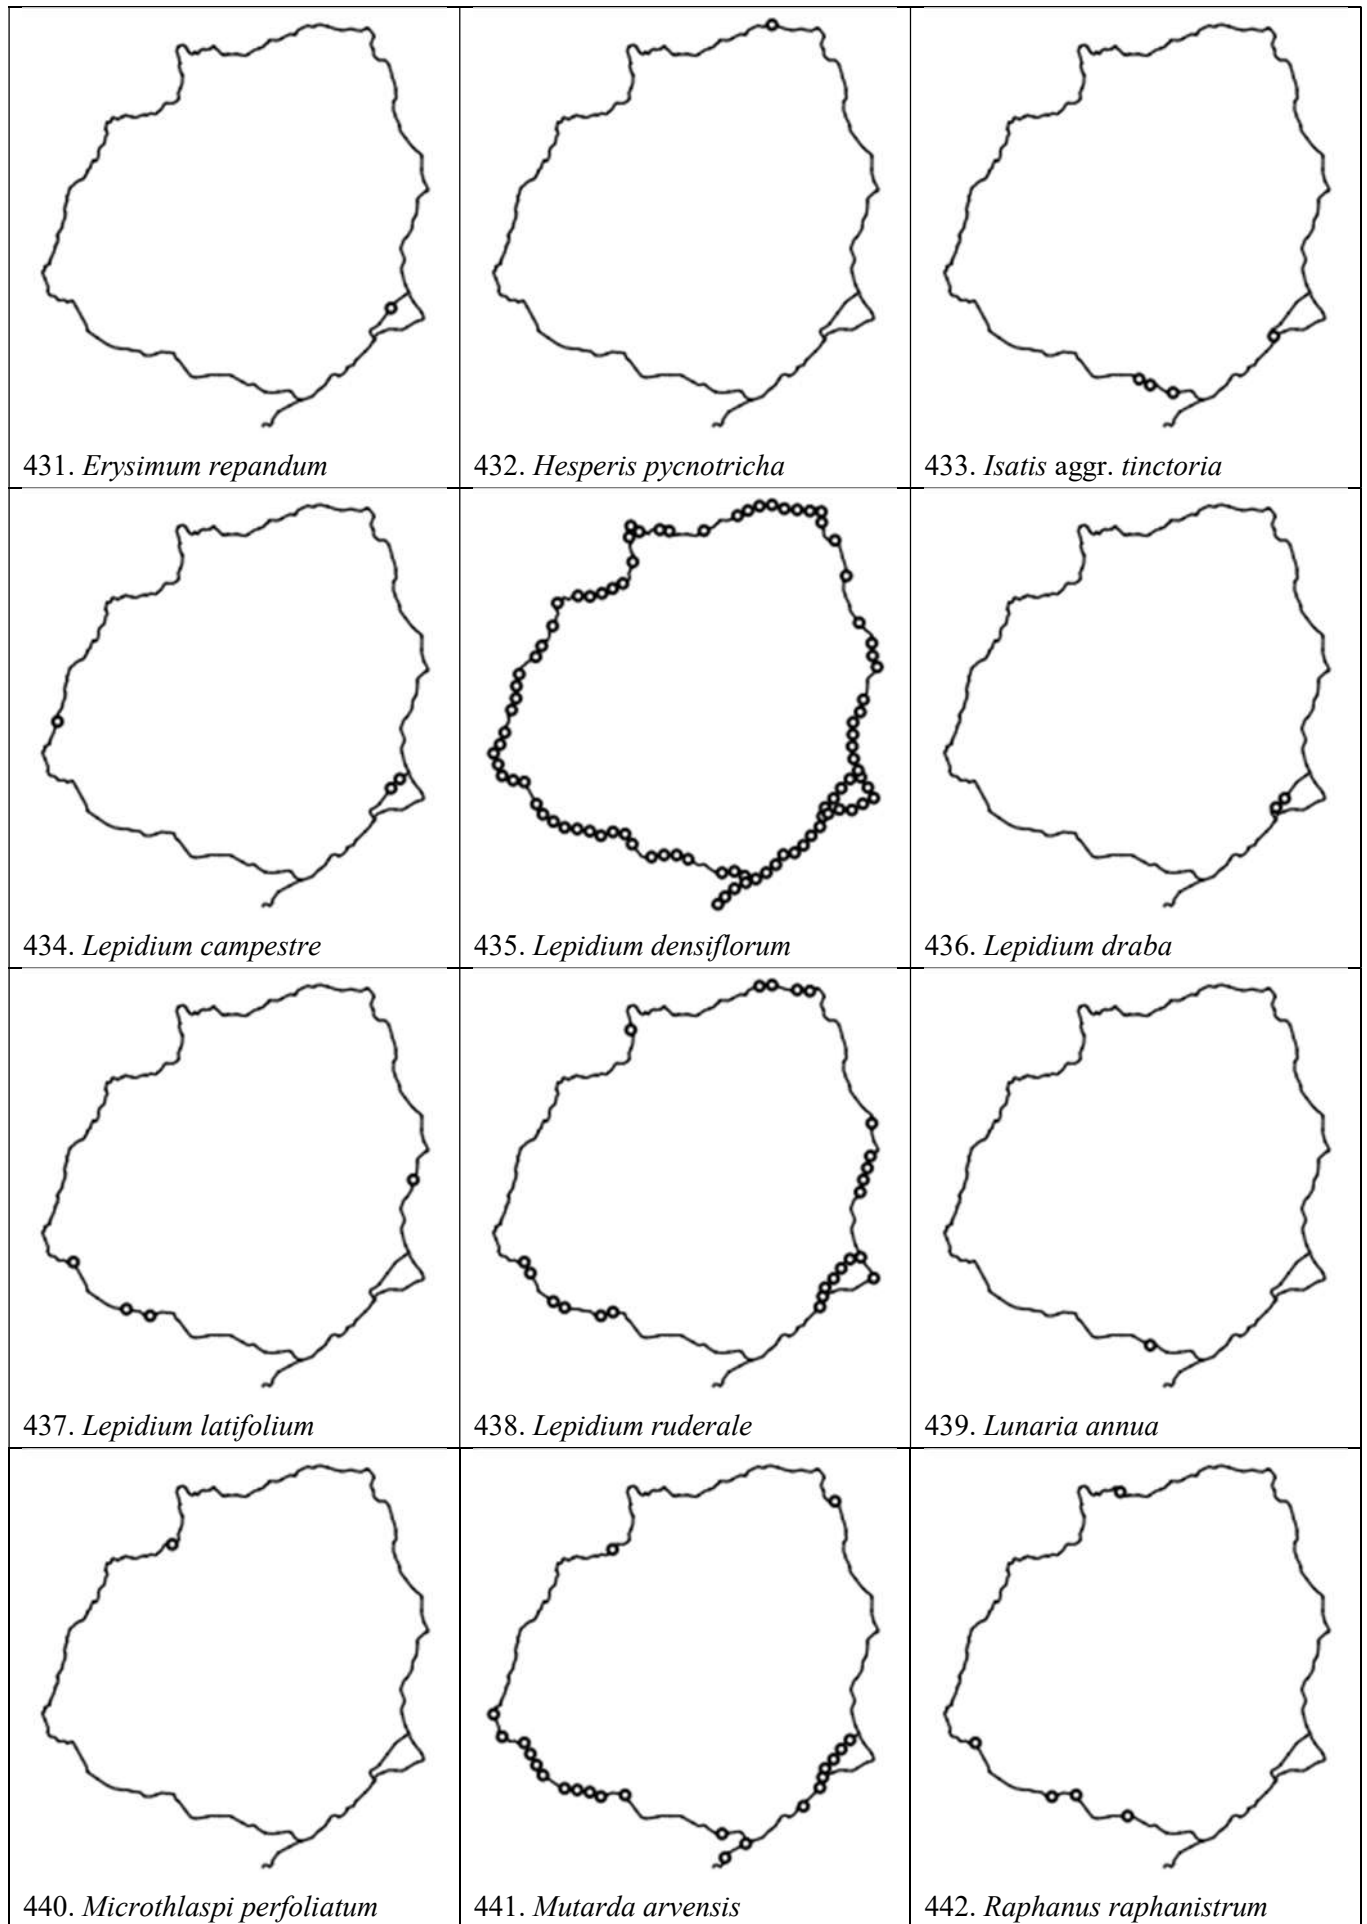 431. Erysimum repandum
432. Hesperis pycnotricha
433. Isatis aggr. tinctoria
434. Lepidium campestre
435. Lepidium densiflorum
436. Lepidium draba
437. Lepidium latifolium
438. Lepidium ruderale
439. Lunaria annua
440. Microthlaspi perfoliatum
441. Mutarda arvensis
442. Raphanus raphanistrum